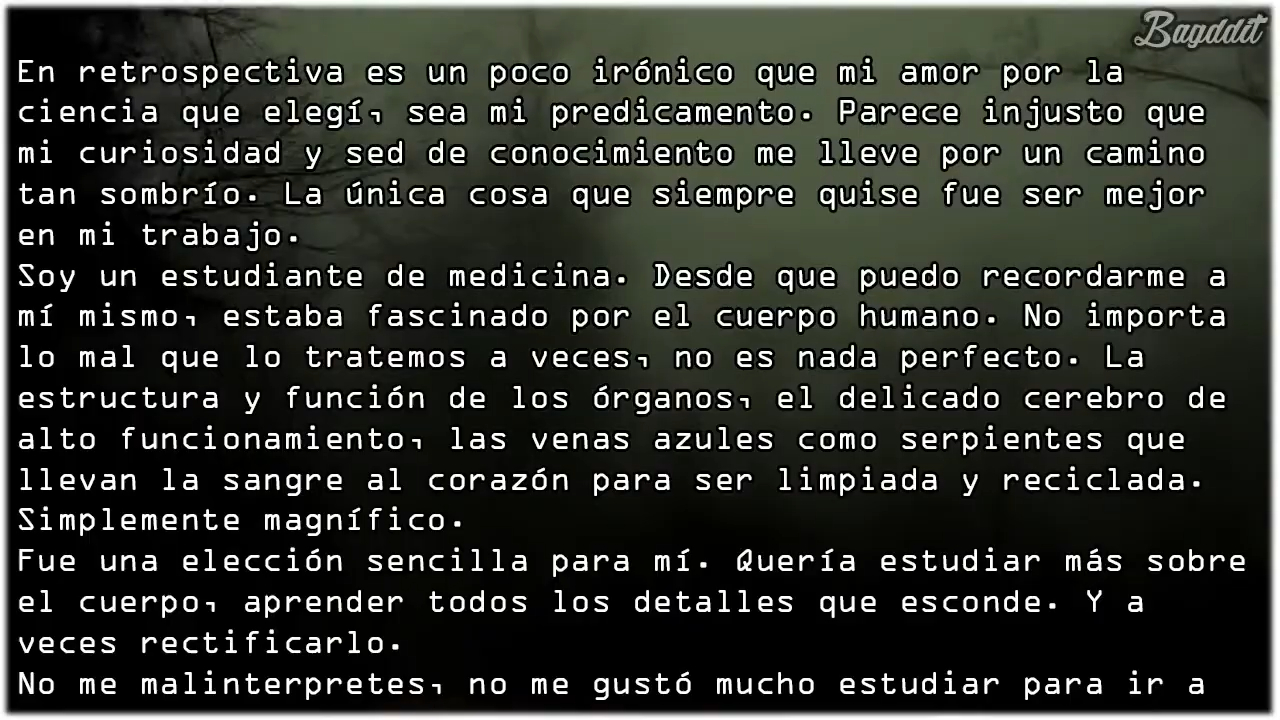 Bagddit
En retrospectiva es un poco irónico que mi amor por la
ciencia que elegí, sea mi predicamento. Parece injusto que
mi curiosidad y sed de conocimiento me lleve por un camino
tan sombrío. La única cosa que siempre quise fue ser mejor
en mi trabajo.
Soy un estudiante de medicina. Desde que puedo recordarme a
mí mismo, estaba fascinado por el cuerpo humano. No importa
lo mal que lo tratemos a veces, no es nada perfecto. La
estructura y función de los órganos, el delicado cerebro de
alto funcionamiento, las venas azules como serpientes que
llevan la sangre al corazón para ser limpiada y reciclada.
Simplemente magnífico.
Fue una elección sencilla para mí. Quería estudiar más sobre
el cuerpo, aprender todos los detalles que esconde. Y a
veces rectificarlo.
No me malinterpretes, no me gustó mucho estudiar para ir a